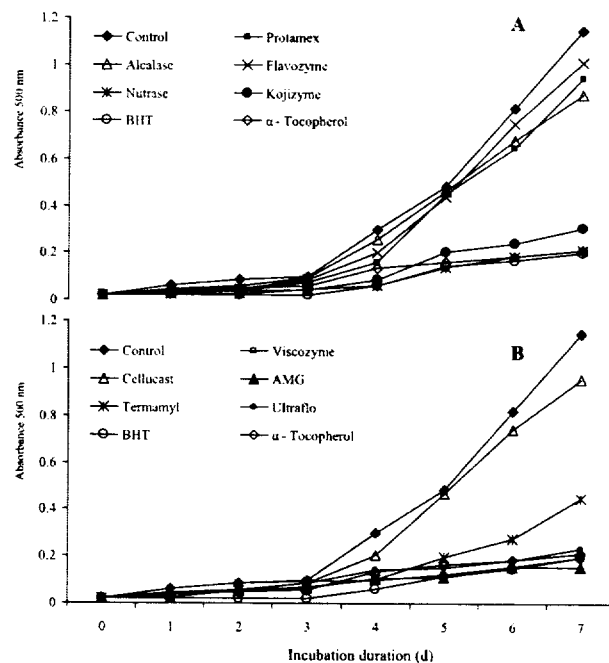 A
1.2
1
0.8
0.6
0.4
0.2
0
Absorbance 500 nm
Control
Alcalase
Nutrase
BHT
Protamex
Flavozyme
Kojizyme
α - Tocopherol
B
1.2
1
0.8
0.6
0.4
0.2
0
Absorbance 500 nm
Control
Cellucast
Termamyl
BHT
Viscozyme
AMG
Ultraflo
α - Tocopherol
0 1 2 3 4 5 6 7
Incubation duration (d)